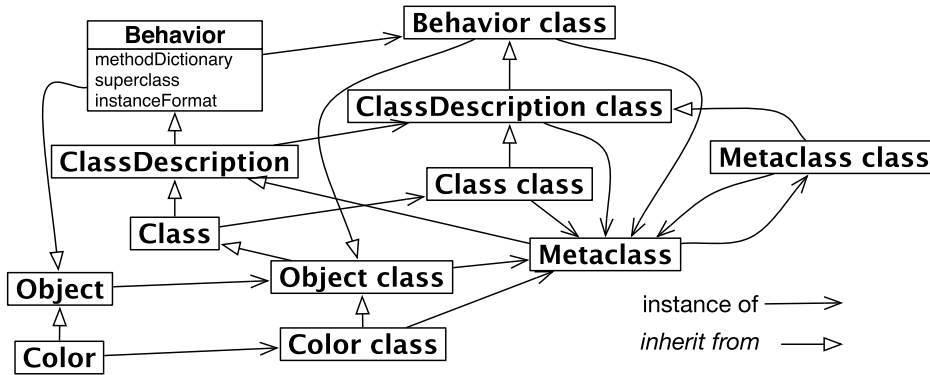 Behavior
methodDictionary
superclass
instanceFormat
Behavior class
ClassDescription class
ClassDescription
Metaclass class
Class class
Class
Metaclass
Object class
Object
Color class
Color
instance of
inherit from